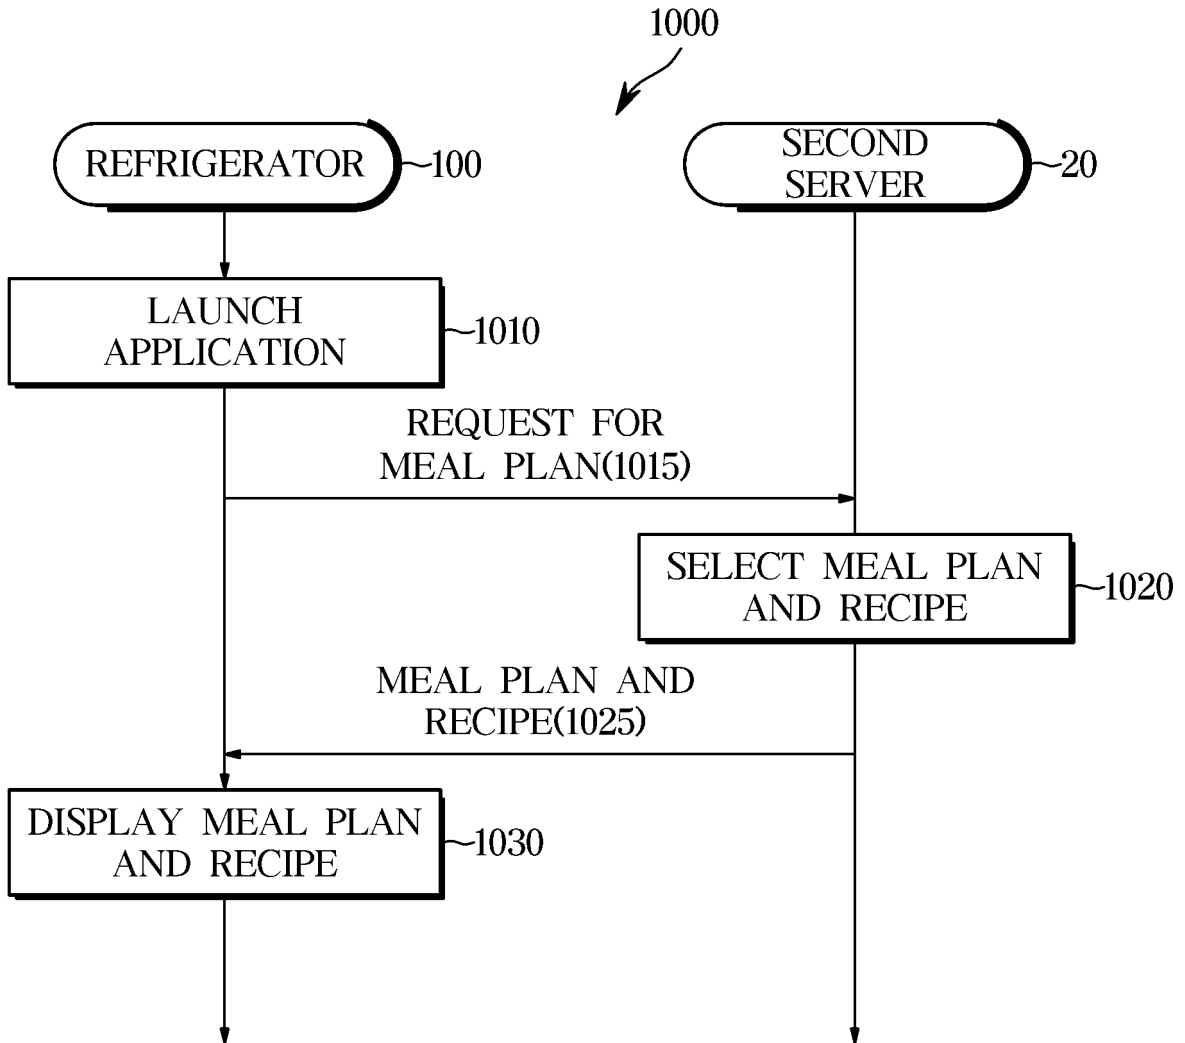 1000
REFRIGERATOR
100
SECOND
SERVER
20
LAUNCH
APPLICATION
1010
REQUEST FOR
MEAL PLAN(1015)
SELECT MEAL PLAN
AND RECIPE
1020
MEAL PLAN AND
RECIPE(1025)
DISPLAY MEAL PLAN
AND RECIPE
1030